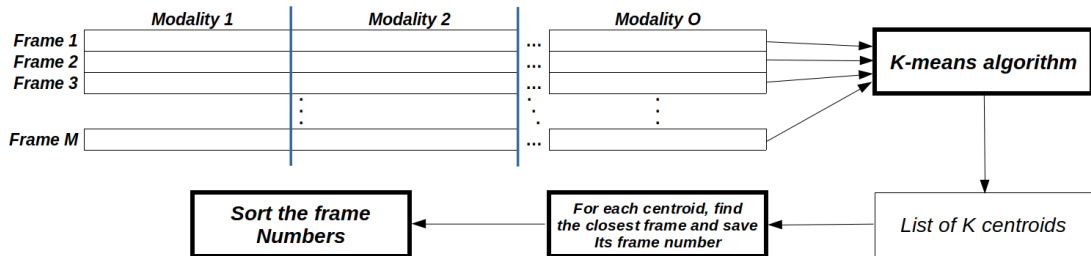 Modality 1 Modality 2 Modality O
Frame 1 ...
Frame 2 ...
Frame 3 ...
Frame M ...
K-means algorithm
List of K centroids
For each centroid, find
the closest frame and save
Its frame number
Sort the frame
Numbers